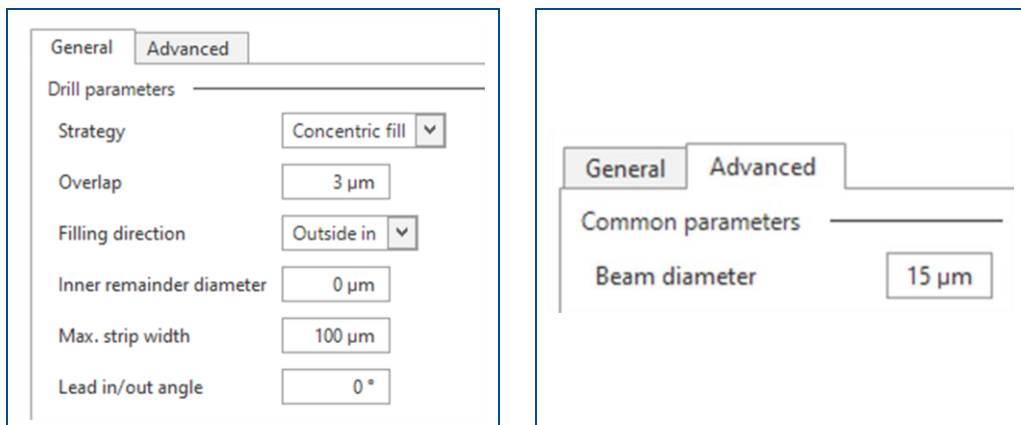 General Advanced
Drill parameters
Strategy Concentric fill
Overlap 3 µm
Filling direction Outside in
Inner remainder diameter 0 µm
Max. strip width 100 µm
Lead in/out angle 0 °
General Advanced
Common parameters
Beam diameter 15 µm